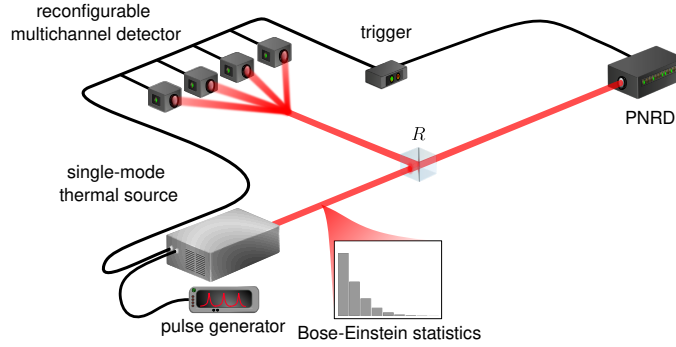 reconfigurable
multichannel detector
trigger
PNRD
R
single-mode
thermal source
pulse generator
Bose-Einstein statistics